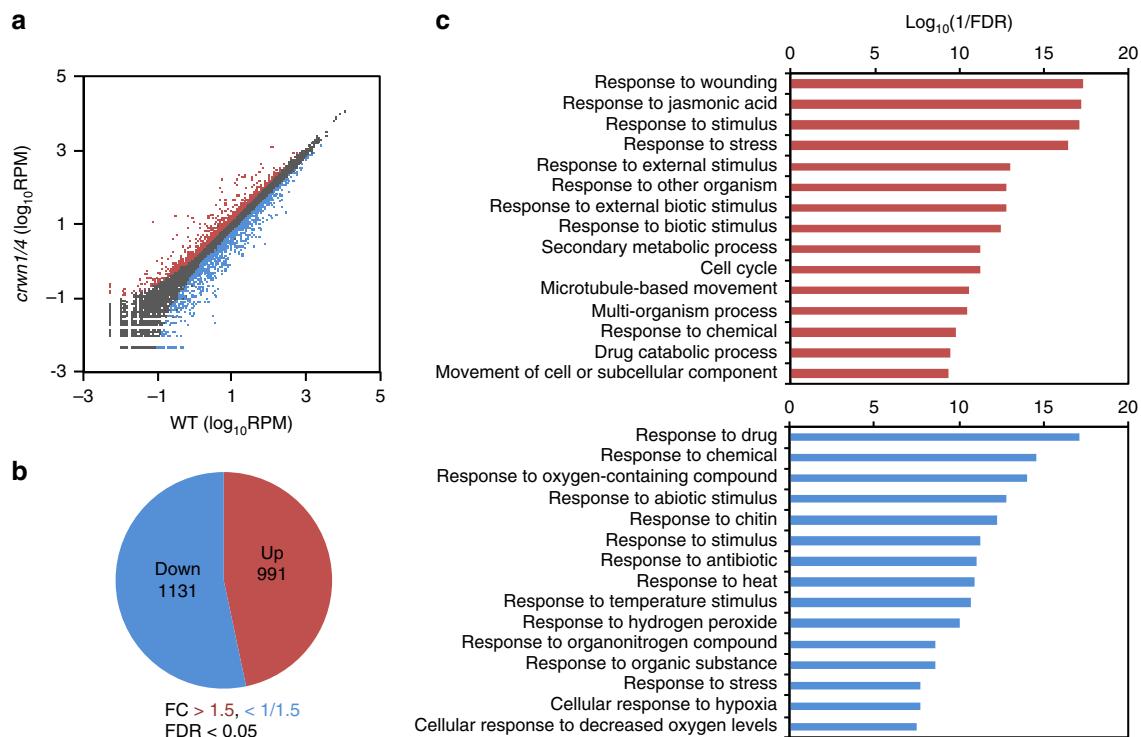 a
5
3
1
−1
-3
−3
−1
1
3
5
crwn1/4 (log10RPM)
WT (log10RPM)
b
Down
1131
Up
991
FC > 1.5, < 1/1.5
FDR < 0.05
c
Log10(1/FDR)
0 5 10 15 20
Response to wounding
Response to jasmonic acid
Response to stimulus
Response to stress
Response to external stimulus
Response to other organism
Response to external biotic stimulus
Response to biotic stimulus
Secondary metabolic process
Cell cycle
Microtubule-based movement
Multi-organism process
Response to chemical
Drug catabolic process
Movement of cell or subcellular component
0 5 10 15 20
Response to drug
Response to chemical
Response to oxygen-containing compound
Response to abiotic stimulus
Response to chitin
Response to stimulus
Response to antibiotic
Response to heat
Response to temperature stimulus
Response to hydrogen peroxide
Response to organonitrogen compound
Response to organic substance
Response to stress
Cellular response to hypoxia
Cellular response to decreased oxygen levels